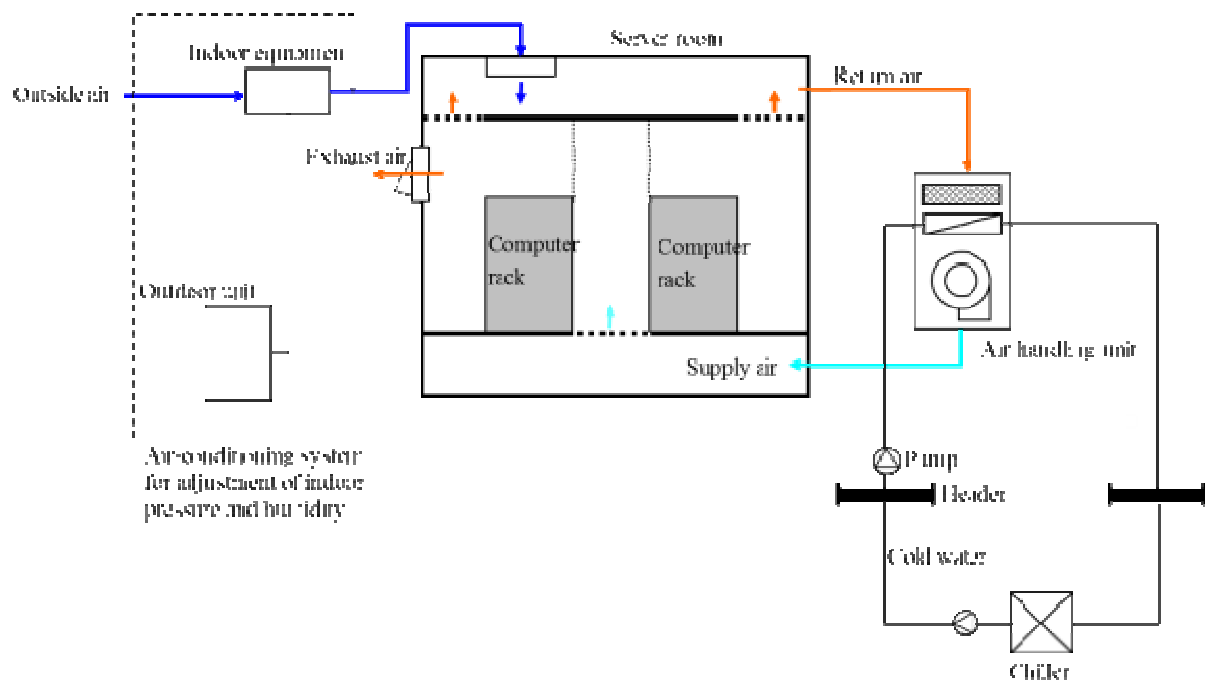 Server room
Indoor equipmen
Return air
Outside air
Exhaust air
Computer
rack
Computer
rack
Outdoor unit
Air handling unit
Supply air
Air-conditioning system
for adjustment of indoor
pressure and humidity
Pump
Header
Cold water
Chiller